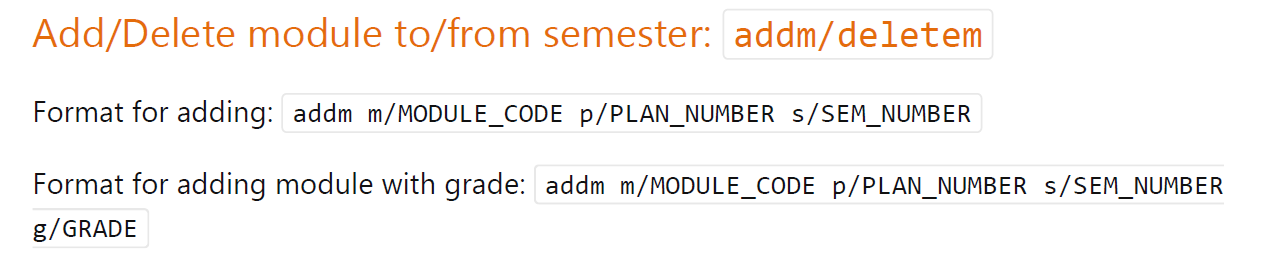 Add/Delete module to/from semester: addm/deletem
Format for adding: addm m/MODULE_CODE p/PLAN_NUMBER s/SEM_NUMBER
Format for adding module with grade: addm m/MODULE_CODE p/PLAN_NUMBER s/SEM_NUMBER
g/GRADE